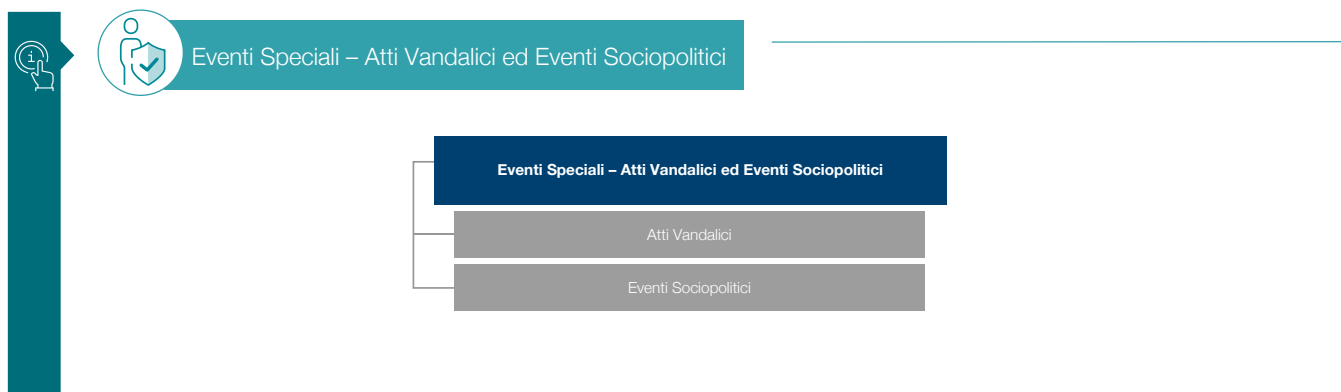 Eventi Speciali – Atti Vandalici ed Eventi Sociopolitici
Eventi Speciali – Atti Vandalici ed Eventi Sociopolitici
Atti Vandalici
Eventi Sociopolitici